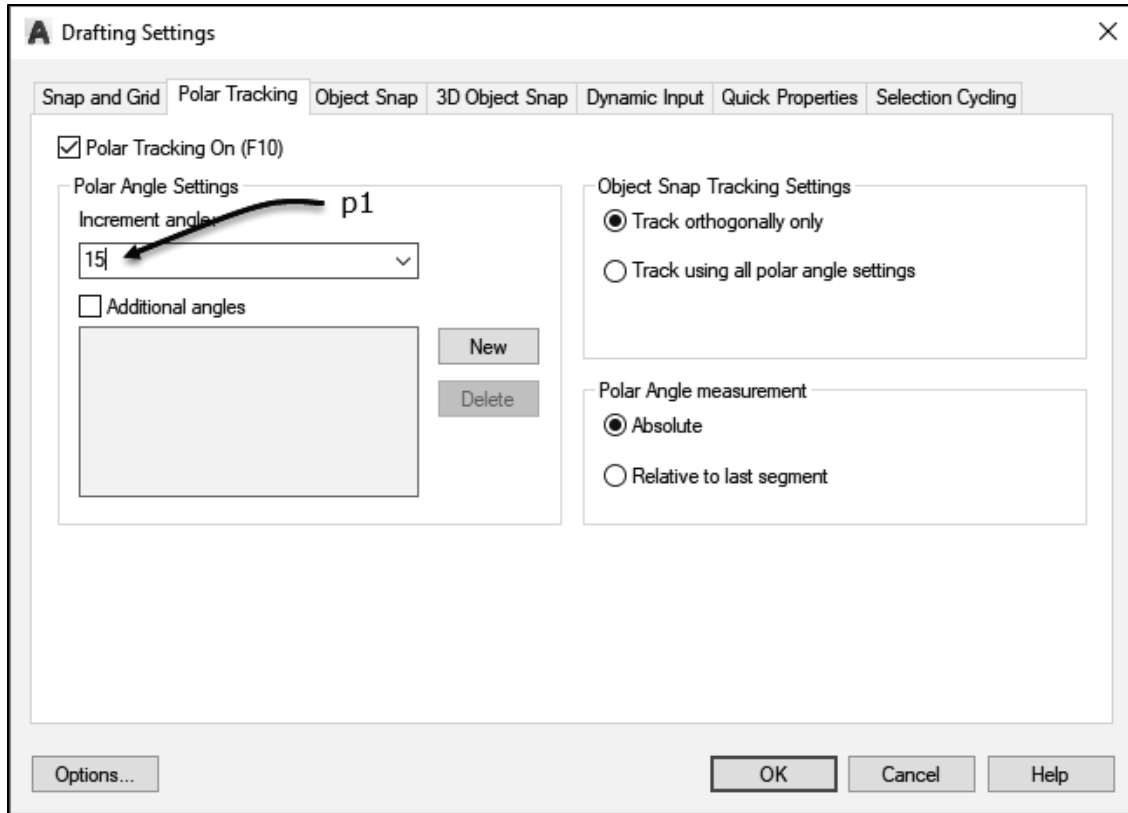 Drafting Settings
Snap and Grid Polar Tracking Object Snap 3D Object Snap Dynamic Input Quick Properties Selection Cycling
Polar Tracking On (F10)
Polar Angle Settings
Increment angle:
p1
15
Additional angles
New
Delete
Object Snap Tracking Settings
Track orthogonally only
Track using all polar angle settings
Polar Angle measurement
Absolute
Relative to last segment
Options...
OK
Cancel
Help